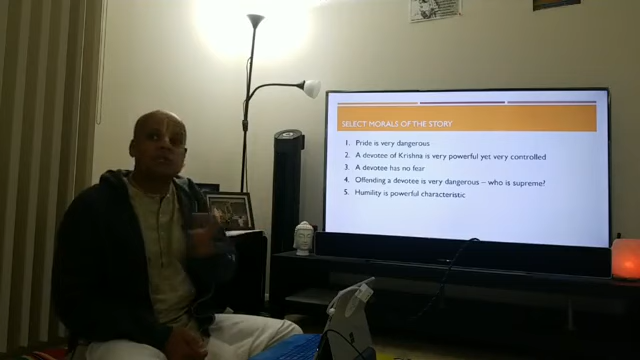 SELECT MORALS OF THE STORY
1. Pride is very dangerous
2. A devotee of Krishna is very powerful yet very controlled
3. A devotee has no fear
4. Offending a devotee is very dangerous – who is supreme?
5. Humility is powerful characteristic